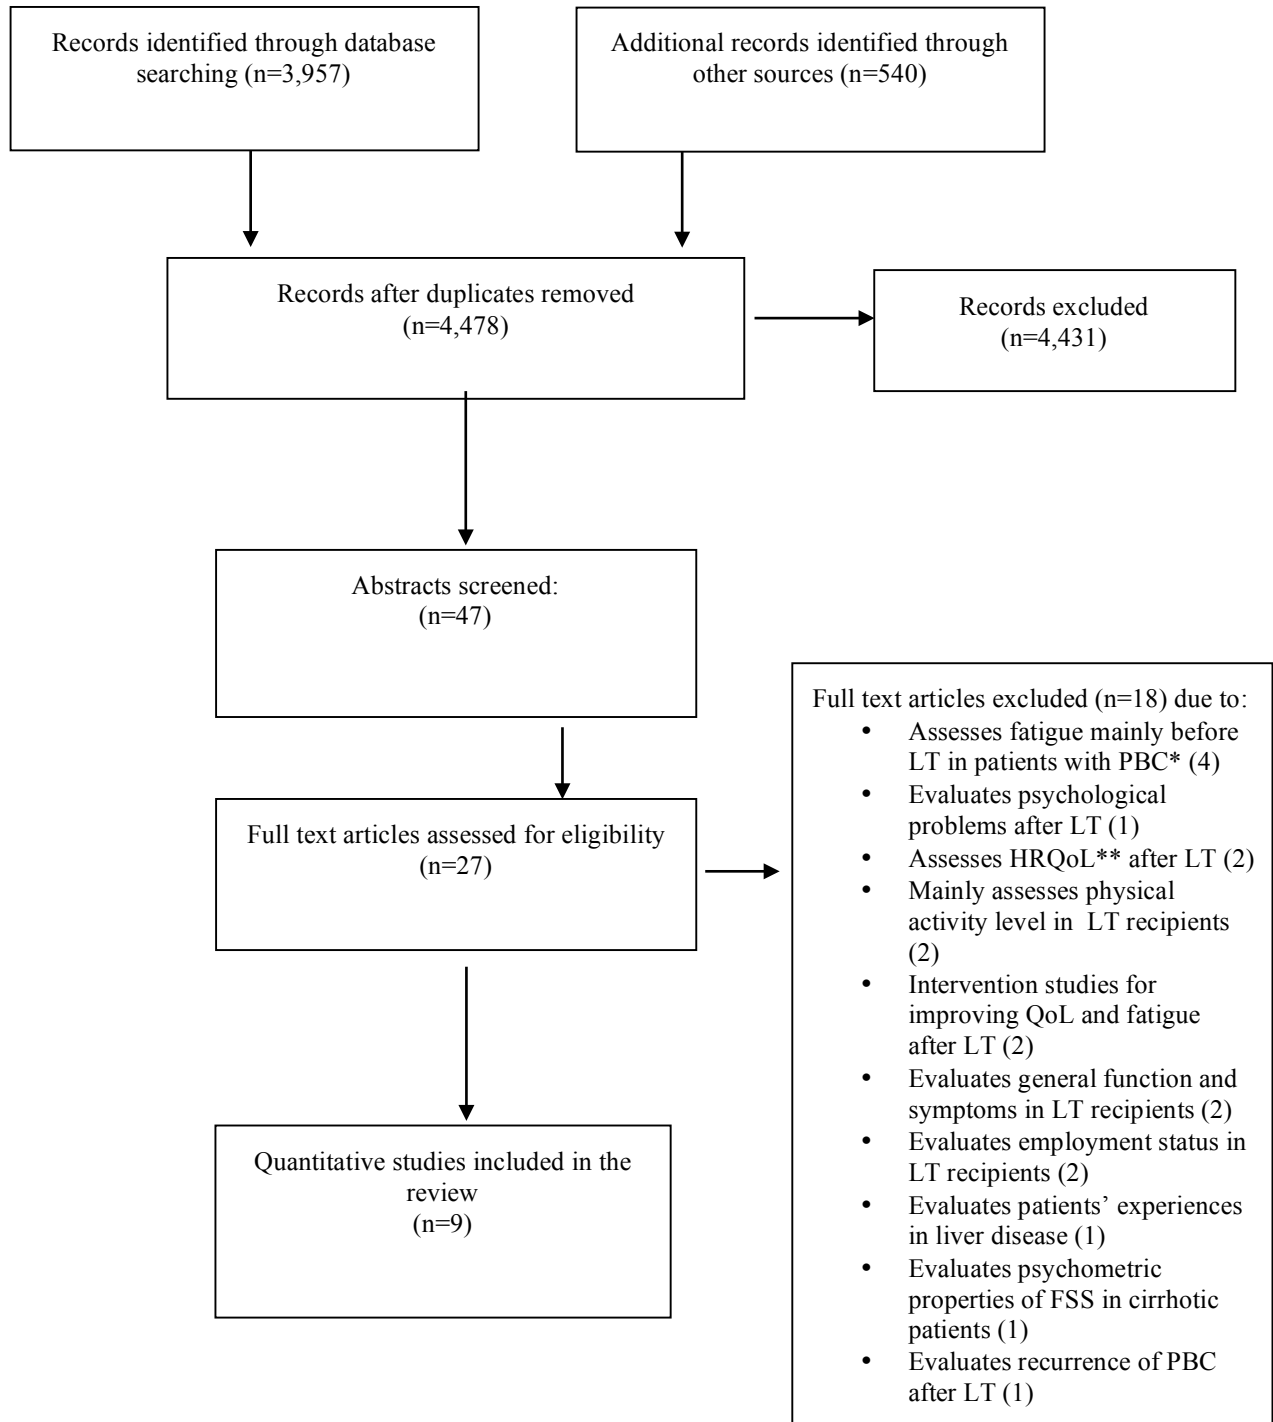 Records identified through database
searching (n=3,957)
Additional records identified through
other sources (n=540)
Records after duplicates removed
(n=4,478)
Records excluded
(n=4,431)
Abstracts screened:
(n=47)
Full text articles assessed for eligibility
(n=27)
Full text articles excluded (n=18) due to:
• Assesses fatigue mainly before
LT in patients with PBC* (4)
• Evaluates psychological
problems after LT (1)
• Assesses HRQoL** after LT (2)
• Mainly assesses physical
activity level in LT recipients
(2)
• Intervention studies for
improving QoL and fatigue
after LT (2)
• Evaluates general function and
symptoms in LT recipients (2)
• Evaluates employment status in
LT recipients (2)
• Evaluates patients’ experiences
in liver disease (1)
• Evaluates psychometric
properties of FSS in cirrhotic
patients (1)
• Evaluates recurrence of PBC
after LT (1)
Quantitative studies included in the
review
(n=9)